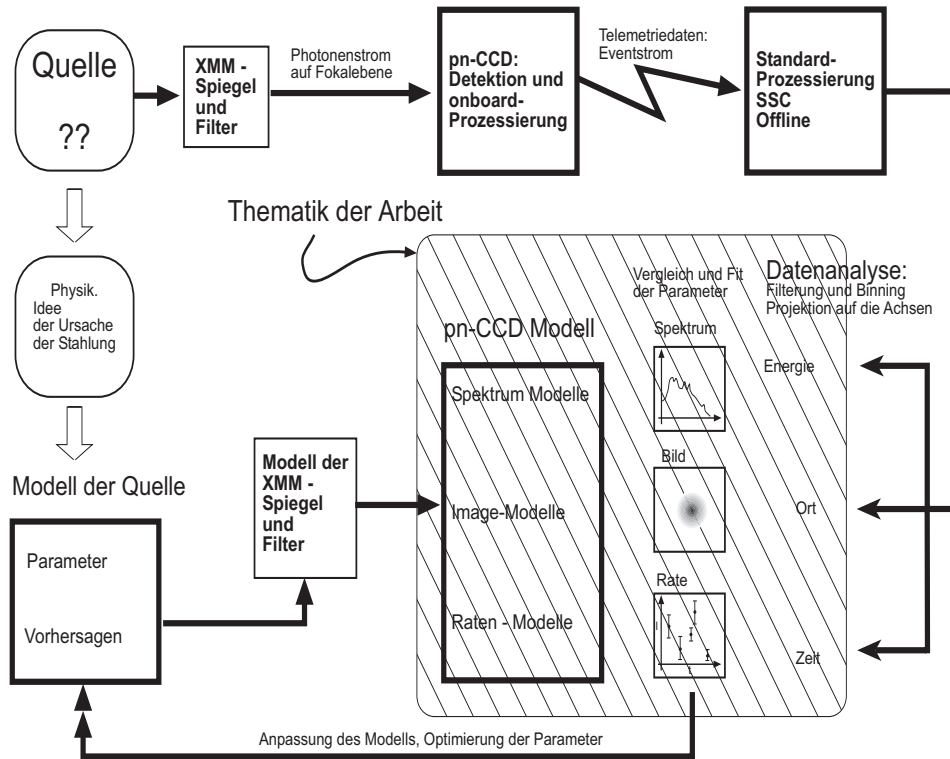 Quelle
??
XMM -
Spiegel
und
Filter
Photonenstrom
auf Fokalebene
pn-CCD:
Detektion und
onboard-
Prozessierung
Telemetriedaten:
Eventstrom
Standard-
Prozessierung
SSC
Offline
Thematik der Arbeit
Physik.
Idee
der Ursache
der Stahlung
Vergleich und Fit
der Parameter
Datenanalyse:
Filterung und Binning
Projektion auf die Achsen
pn-CCD Modell
Spektrum
Energie
Spektrum Modelle
Bild
Modell der
XMM -
Spiegel
und
Filter
Modell der Quelle
Image-Modelle
Ort
Parameter
Vorhersagen
Rate
I
t
Raten - Modelle
Zeit
Anpassung des Modells, Optimierung der Parameter